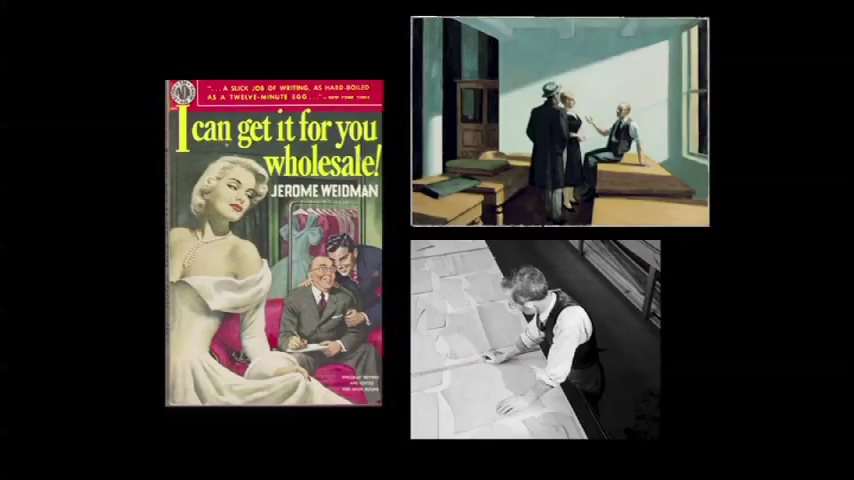 "...A SLICK JOB OF WRITING, AS HARD-BOILED
AS A TWELVE-MINUTE EGG..." – NEW YORK TIMES
I can get it for you
wholesale!
JEROME WEIDMAN